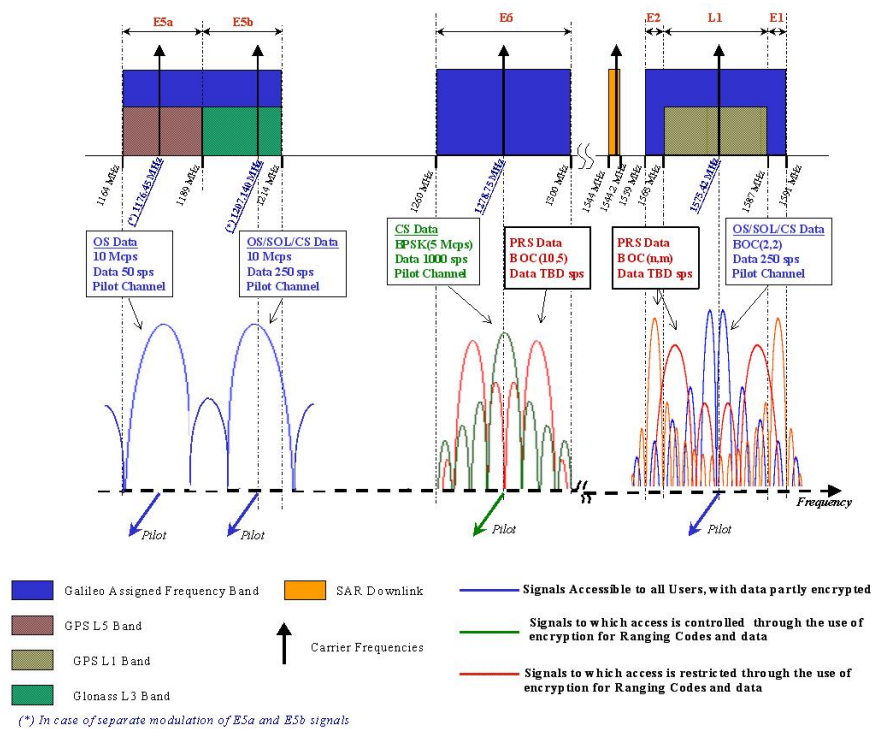 E5a
E5b
E6
E2
L1
E1
1164 MHz
(*) 1176.45 MHz
1189 MHz
(*) 1207.140 MHz
1214 MHz
1260 MHz
1278.75 MHz
1300 MHz
1544 MHz
1544.2 MHz
1559 MHz
1565 MHz
1575.42 MHz
1587 MHz
1591 MHz
OS Data
10 Mcps
Data 50 sps
Pilot Channel
OS/SOL/CS Data
10 Mcps
Data 250 sps
Pilot Channel
CS Data
BPSK(5 Mcps)
Data 1000 sps
Pilot Channel
PRS Data
BOC(10,5)
Data TBD sps
PRS Data
BOC(n,m)
Data TBD sps
OS/SOL/CS Data
BOC(2,2)
Data 250 sps
Pilot Channel
Frequency
Pilot
Pilot
Pilot
Pilot
Galileo Assigned Frequency Band
GPS L5 Band
GPS L1 Band
Glonass L3 Band
SAR Downlink
Carrier Frequencies
Signals Accessible to all Users, with data partly encrypted
Signals to which access is controlled through the use of
encryption for Ranging Codes and data
Signals to which access is restricted through the use of
encryption for Ranging Codes and data
(*) In case of separate modulation of E5a and E5b signals